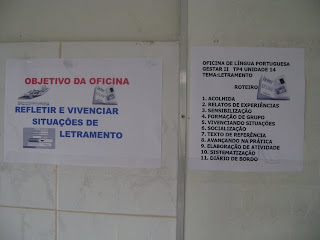 OBJETIVO DA OFICINA
REFLETIR E VIVENCIAR
SITUAÇÕES DE
LETRAMENTO
OFICINA DE LÍNGUA PORTUGUESA
GESTAR II TP4 UNIDADE 14
TEMA:LETRAMENTO
ROTEIRO
1. ACOLHIDA
2. RELATOS DE EXPERIÊNCIAS
3. SENSIBILIZAÇÃO
4. FORMAÇÃO DE GRUPO
5. VIVENCIANDO SITUAÇÕES
6. SOCIALIZAÇÃO
7. TEXTO DE REFERÊNCIA
8. AVANÇANDO NA PRÁTICA
9. ELABORAÇÃO DE ATIVIDADE
10. SISTEMATIZAÇÃO
11. DIÁRIO DE BORDO